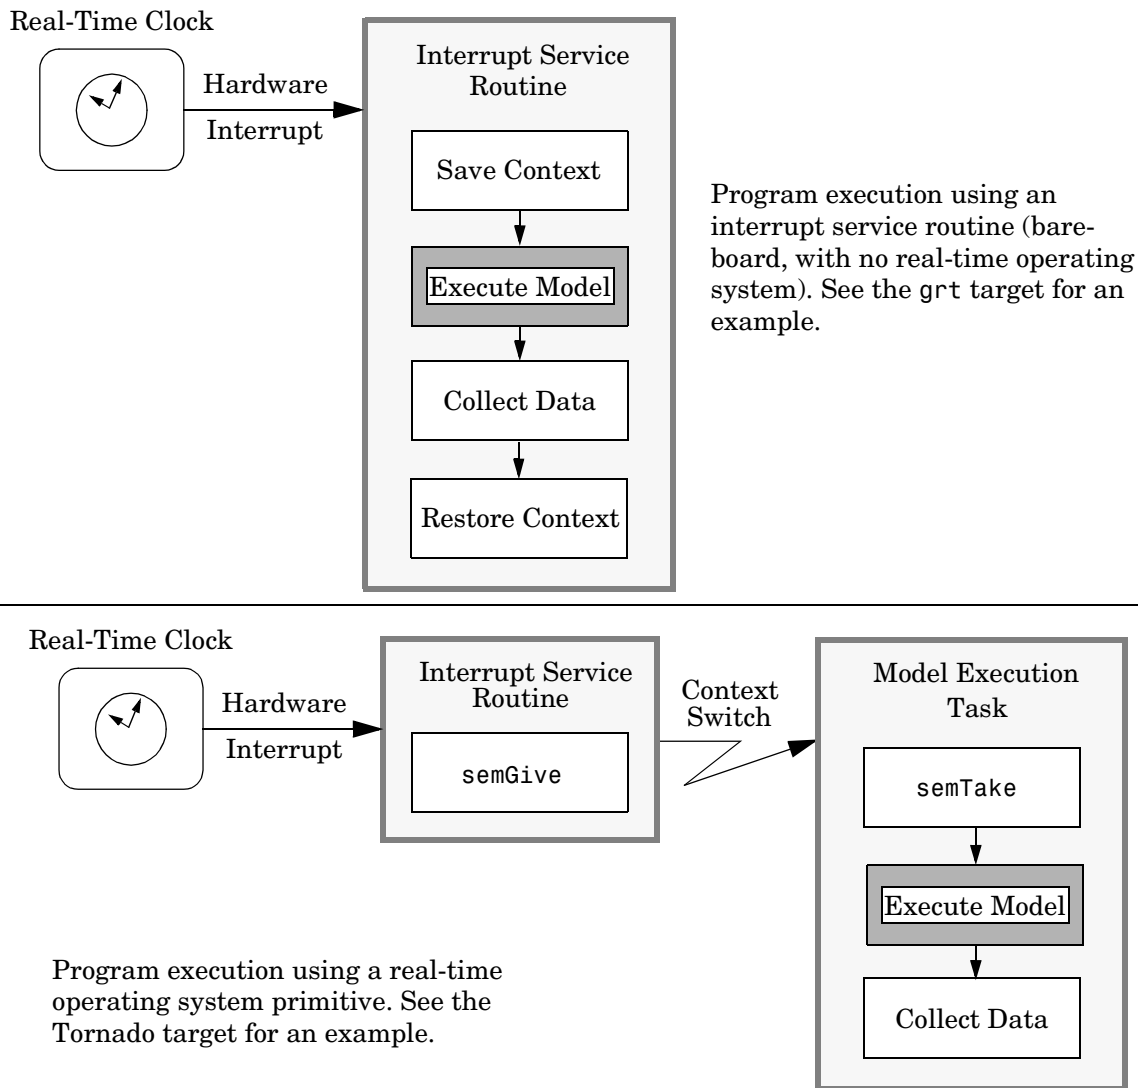 Real-Time Clock
Hardware
Interrupt
Interrupt Service
Routine
Save Context
Execute Model
Collect Data
Restore Context
Program execution using an
interrupt service routine (bare-
board, with no real-time operating
system). See the grt target for an
example.
Real-Time Clock
Hardware
Interrupt
Interrupt Service
Routine
semGive
Context
Switch
Model Execution
Task
semTake
Execute Model
Collect Data
Program execution using a real-time
operating system primitive. See the
Tornado target for an example.